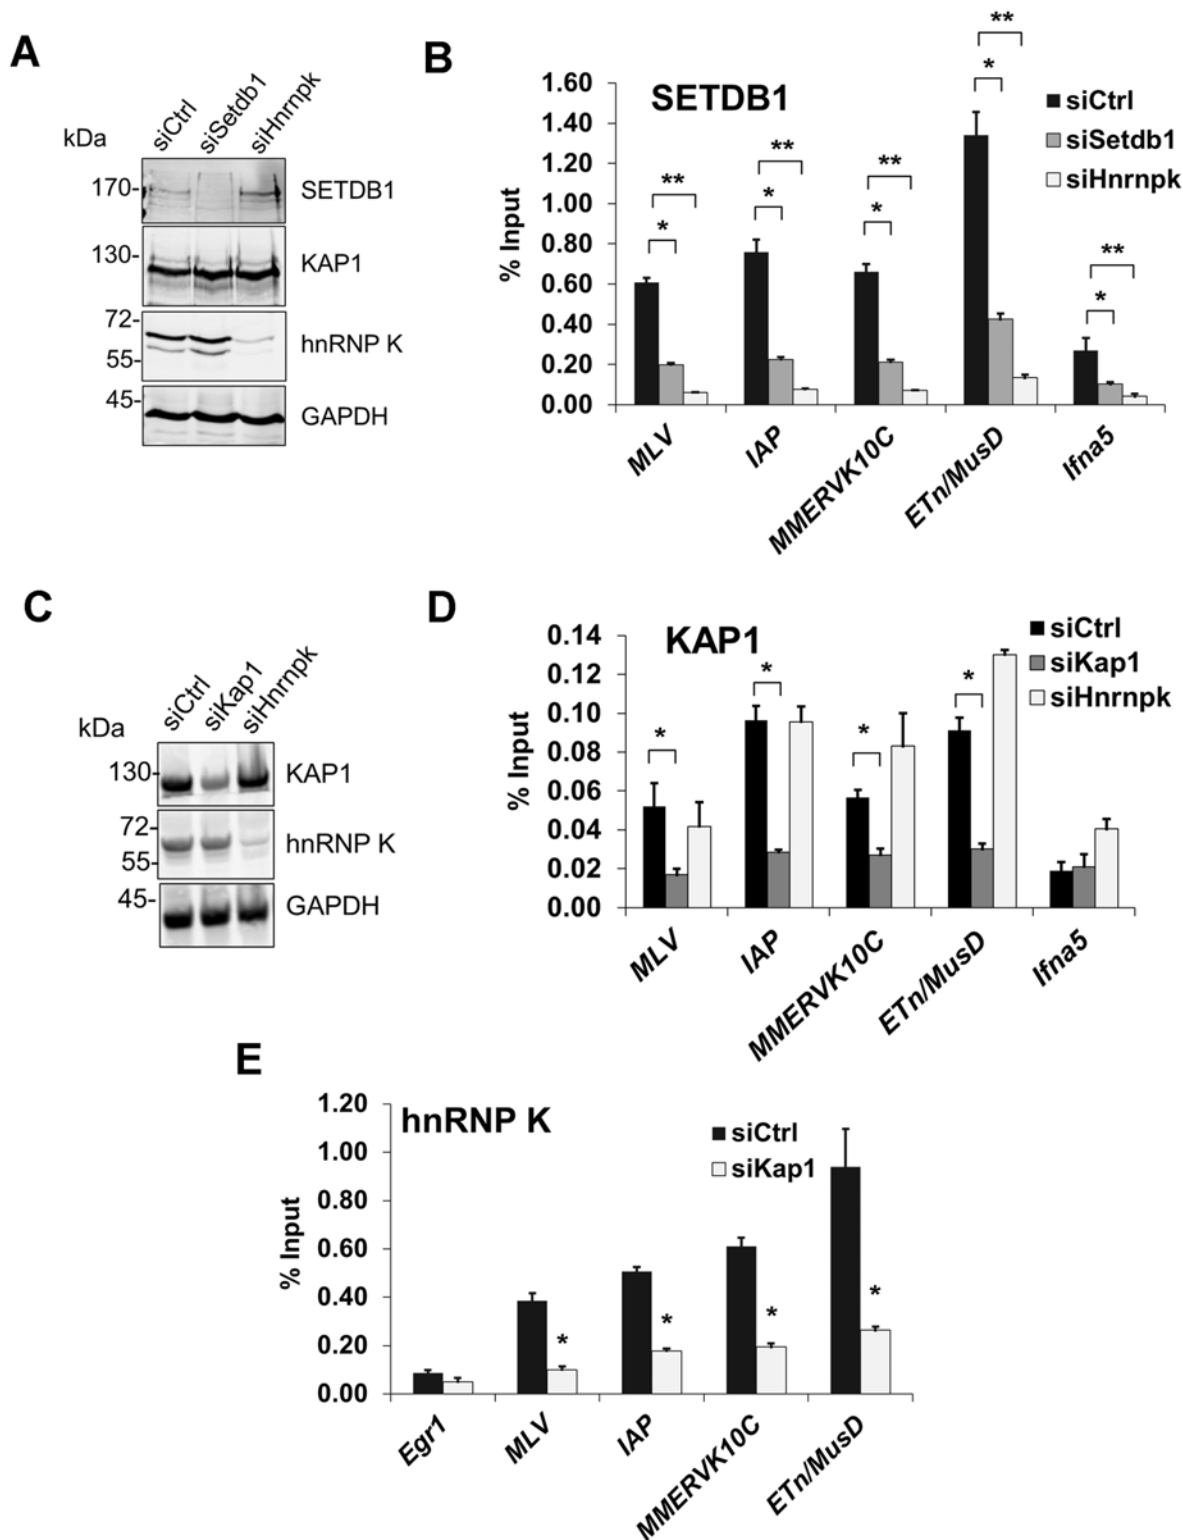 A
kDa
siCtrl
siSetdb1
siHnrnpk
170-
SETDB1
130-
KAP1
72-
55-
hnRNP K
45-
GAPDH
B
SETDB1
siCtrl
siSetdb1
siHnrnpk
% Input
1.60
1.40
1.20
1.00
0.80
0.60
0.40
0.20
0.00
** 
*
**
*
**
*
**
*
**
*
MLV
IAP
MMERVK10C
ETn/MusD
Ifna5
C
kDa
siCtrl
siKap1
siHnrnpk
130-
KAP1
72-
55-
hnRNP K
45-
GAPDH
D
KAP1
siCtrl
siKap1
siHnrnpk
% Input
0.14
0.12
0.10
0.08
0.06
0.04
0.02
0.00
*
*
*
*
MLV
IAP
MMERVK10C
ETn/MusD
Ifna5
E
hnRNP K
siCtrl
siKap1
% Input
1.20
1.00
0.80
0.60
0.40
0.20
0.00
*
*
*
*
Egr1
MLV
IAP
MMERVK10C
ETn/MusD